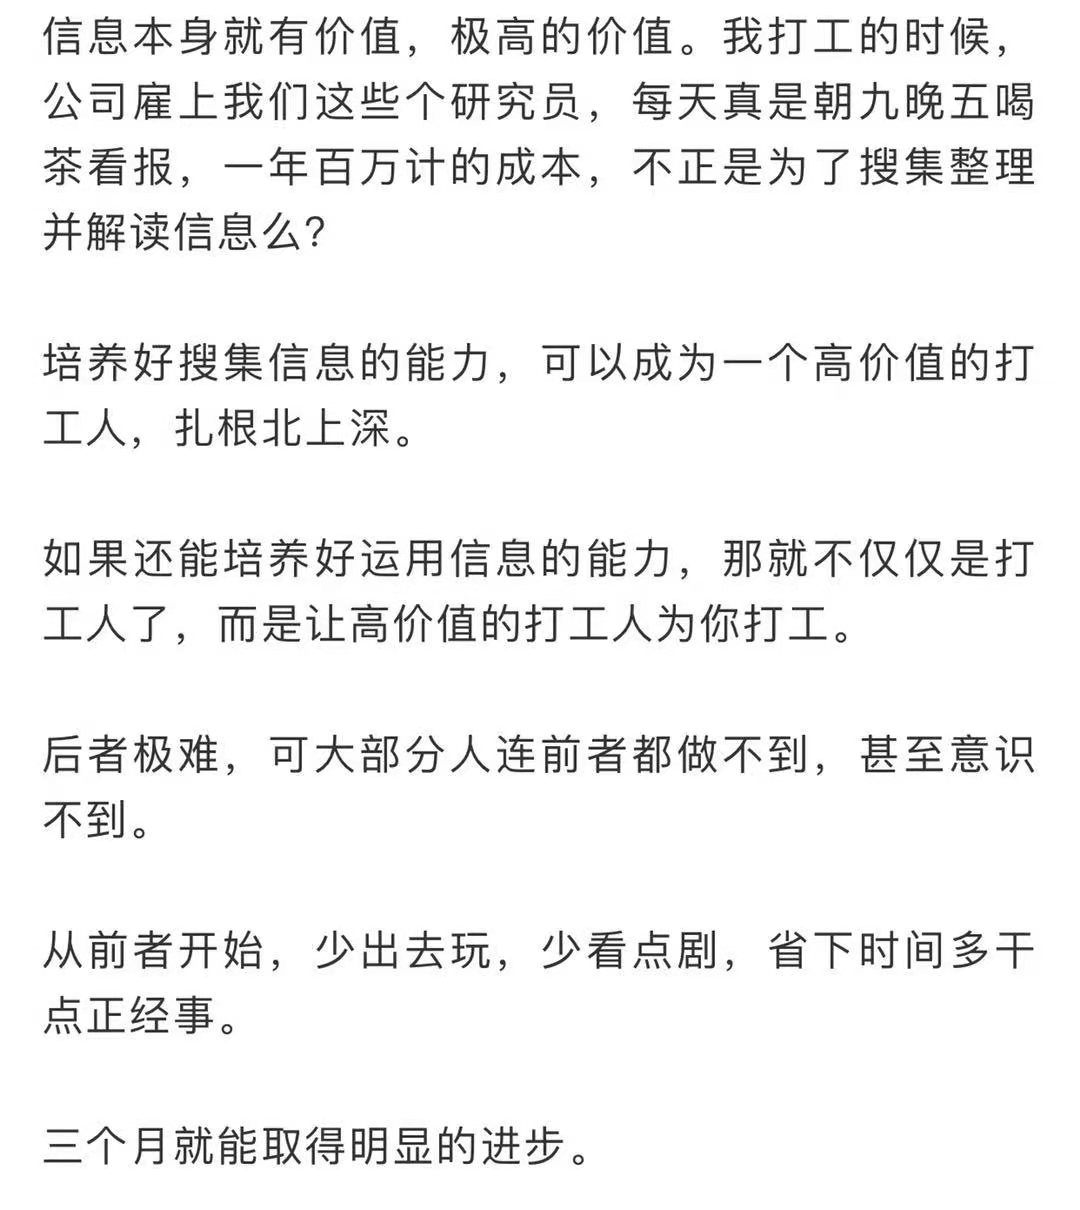 信息本身就有价值，极高的价值。我打工的时候，
公司雇上我们这些个研究员，每天真是朝九晚五喝
茶看报，一年百万计的成本，不正是为了搜集整理
并解读信息么？
培养好搜集信息的能力，可以成为一个高价值的打
工人，扎根北上深。
如果还能培养好运用信息的能力，那就不仅仅是打
工人了，而是让高价值的打工人为你打工。
后者极难，可大部分人连前者都做不到，甚至意识
不到。
从前者开始，少出去玩，少看点剧，省下时间多干
点正经事。
三个月就能取得明显的进步。